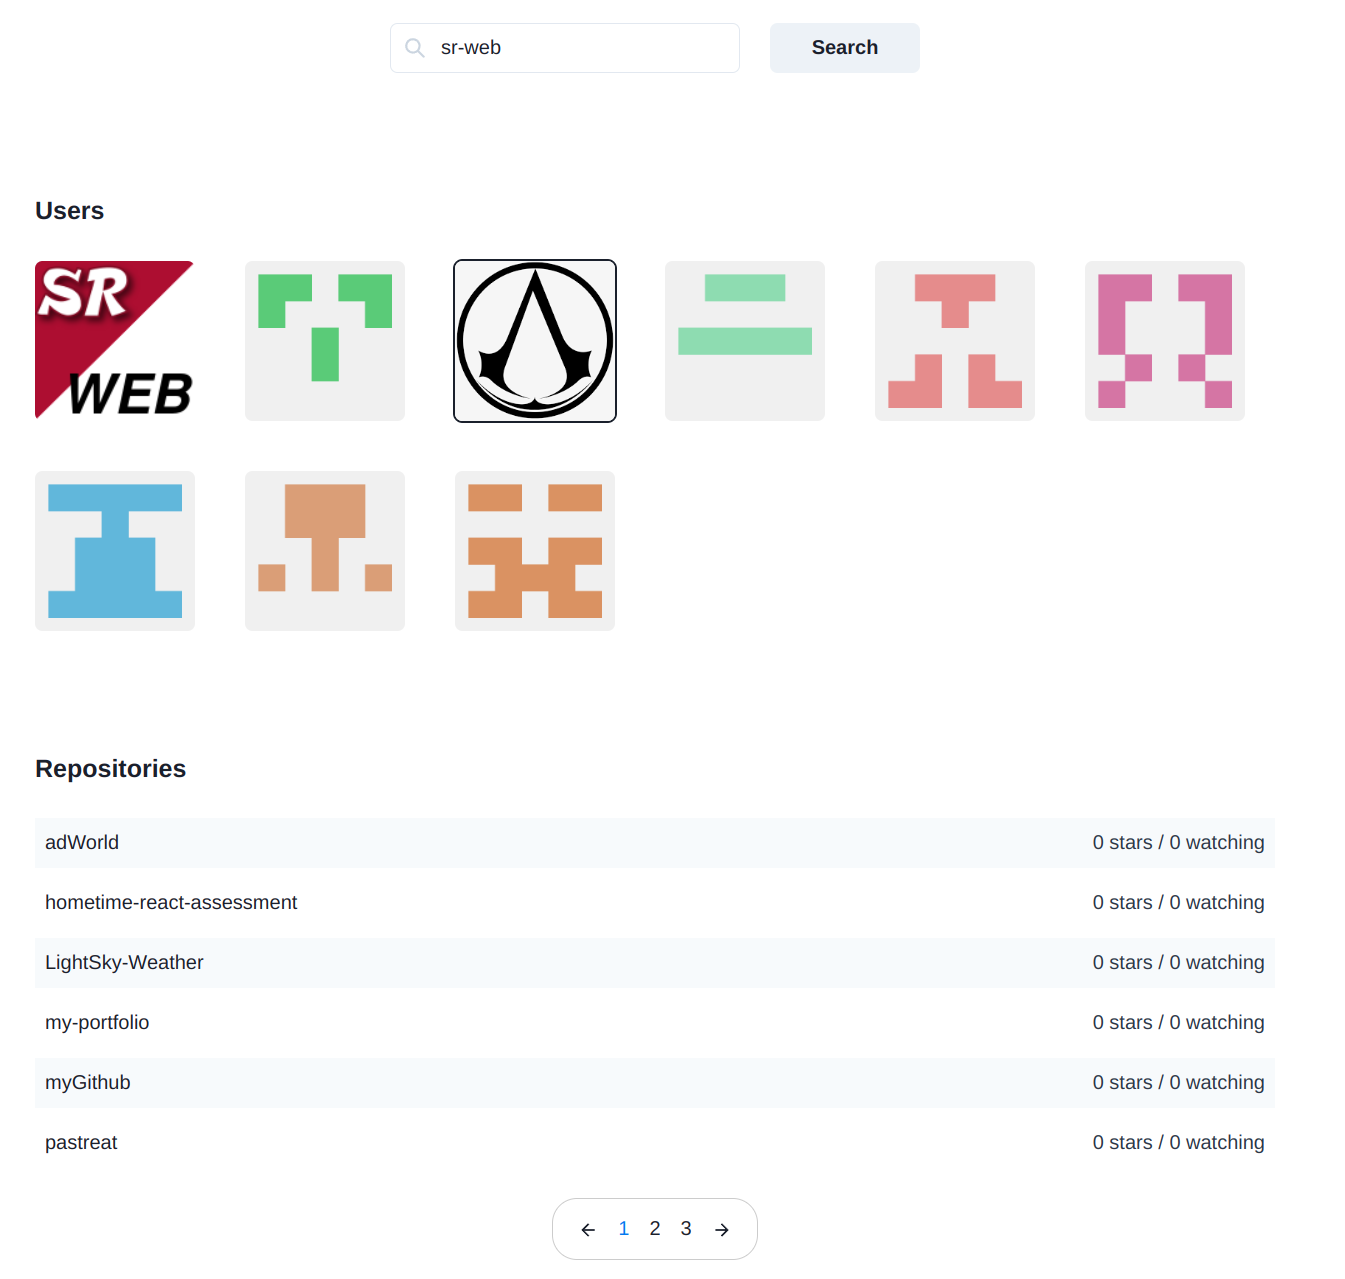 sr-web
Search
Users
SR
WEB
Repositories
adWorld 0 stars / 0 watching
hometime-react-assessment 0 stars / 0 watching
LightSky-Weather 0 stars / 0 watching
my-portfolio 0 stars / 0 watching
myGithub 0 stars / 0 watching
pastreat 0 stars / 0 watching
← 1 2 3 →